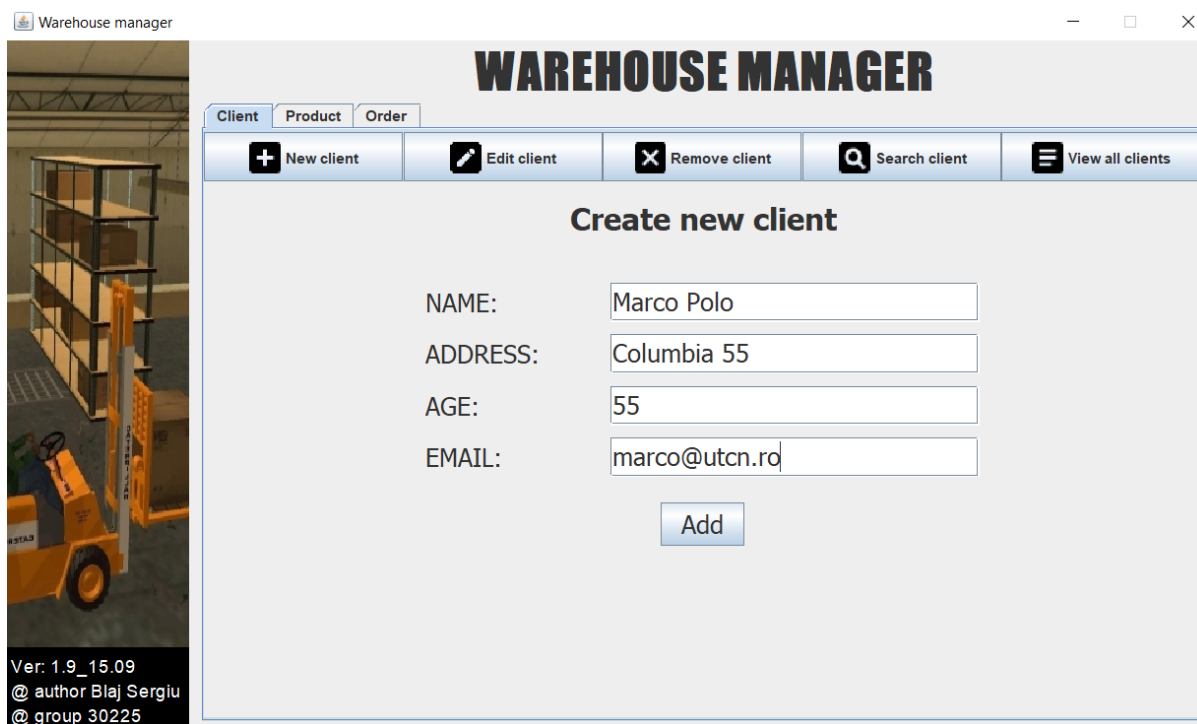 Warehouse manager
WAREHOUSE MANAGER
Client Product Order
New client Edit client Remove client Search client View all clients
Create new client
NAME: Marco Polo
ADDRESS: Columbia 55
AGE: 55
EMAIL: marco@utcn.ro
Add
Ver: 1.9_15.09
@ author Blaj Sergiu
@ group 30225